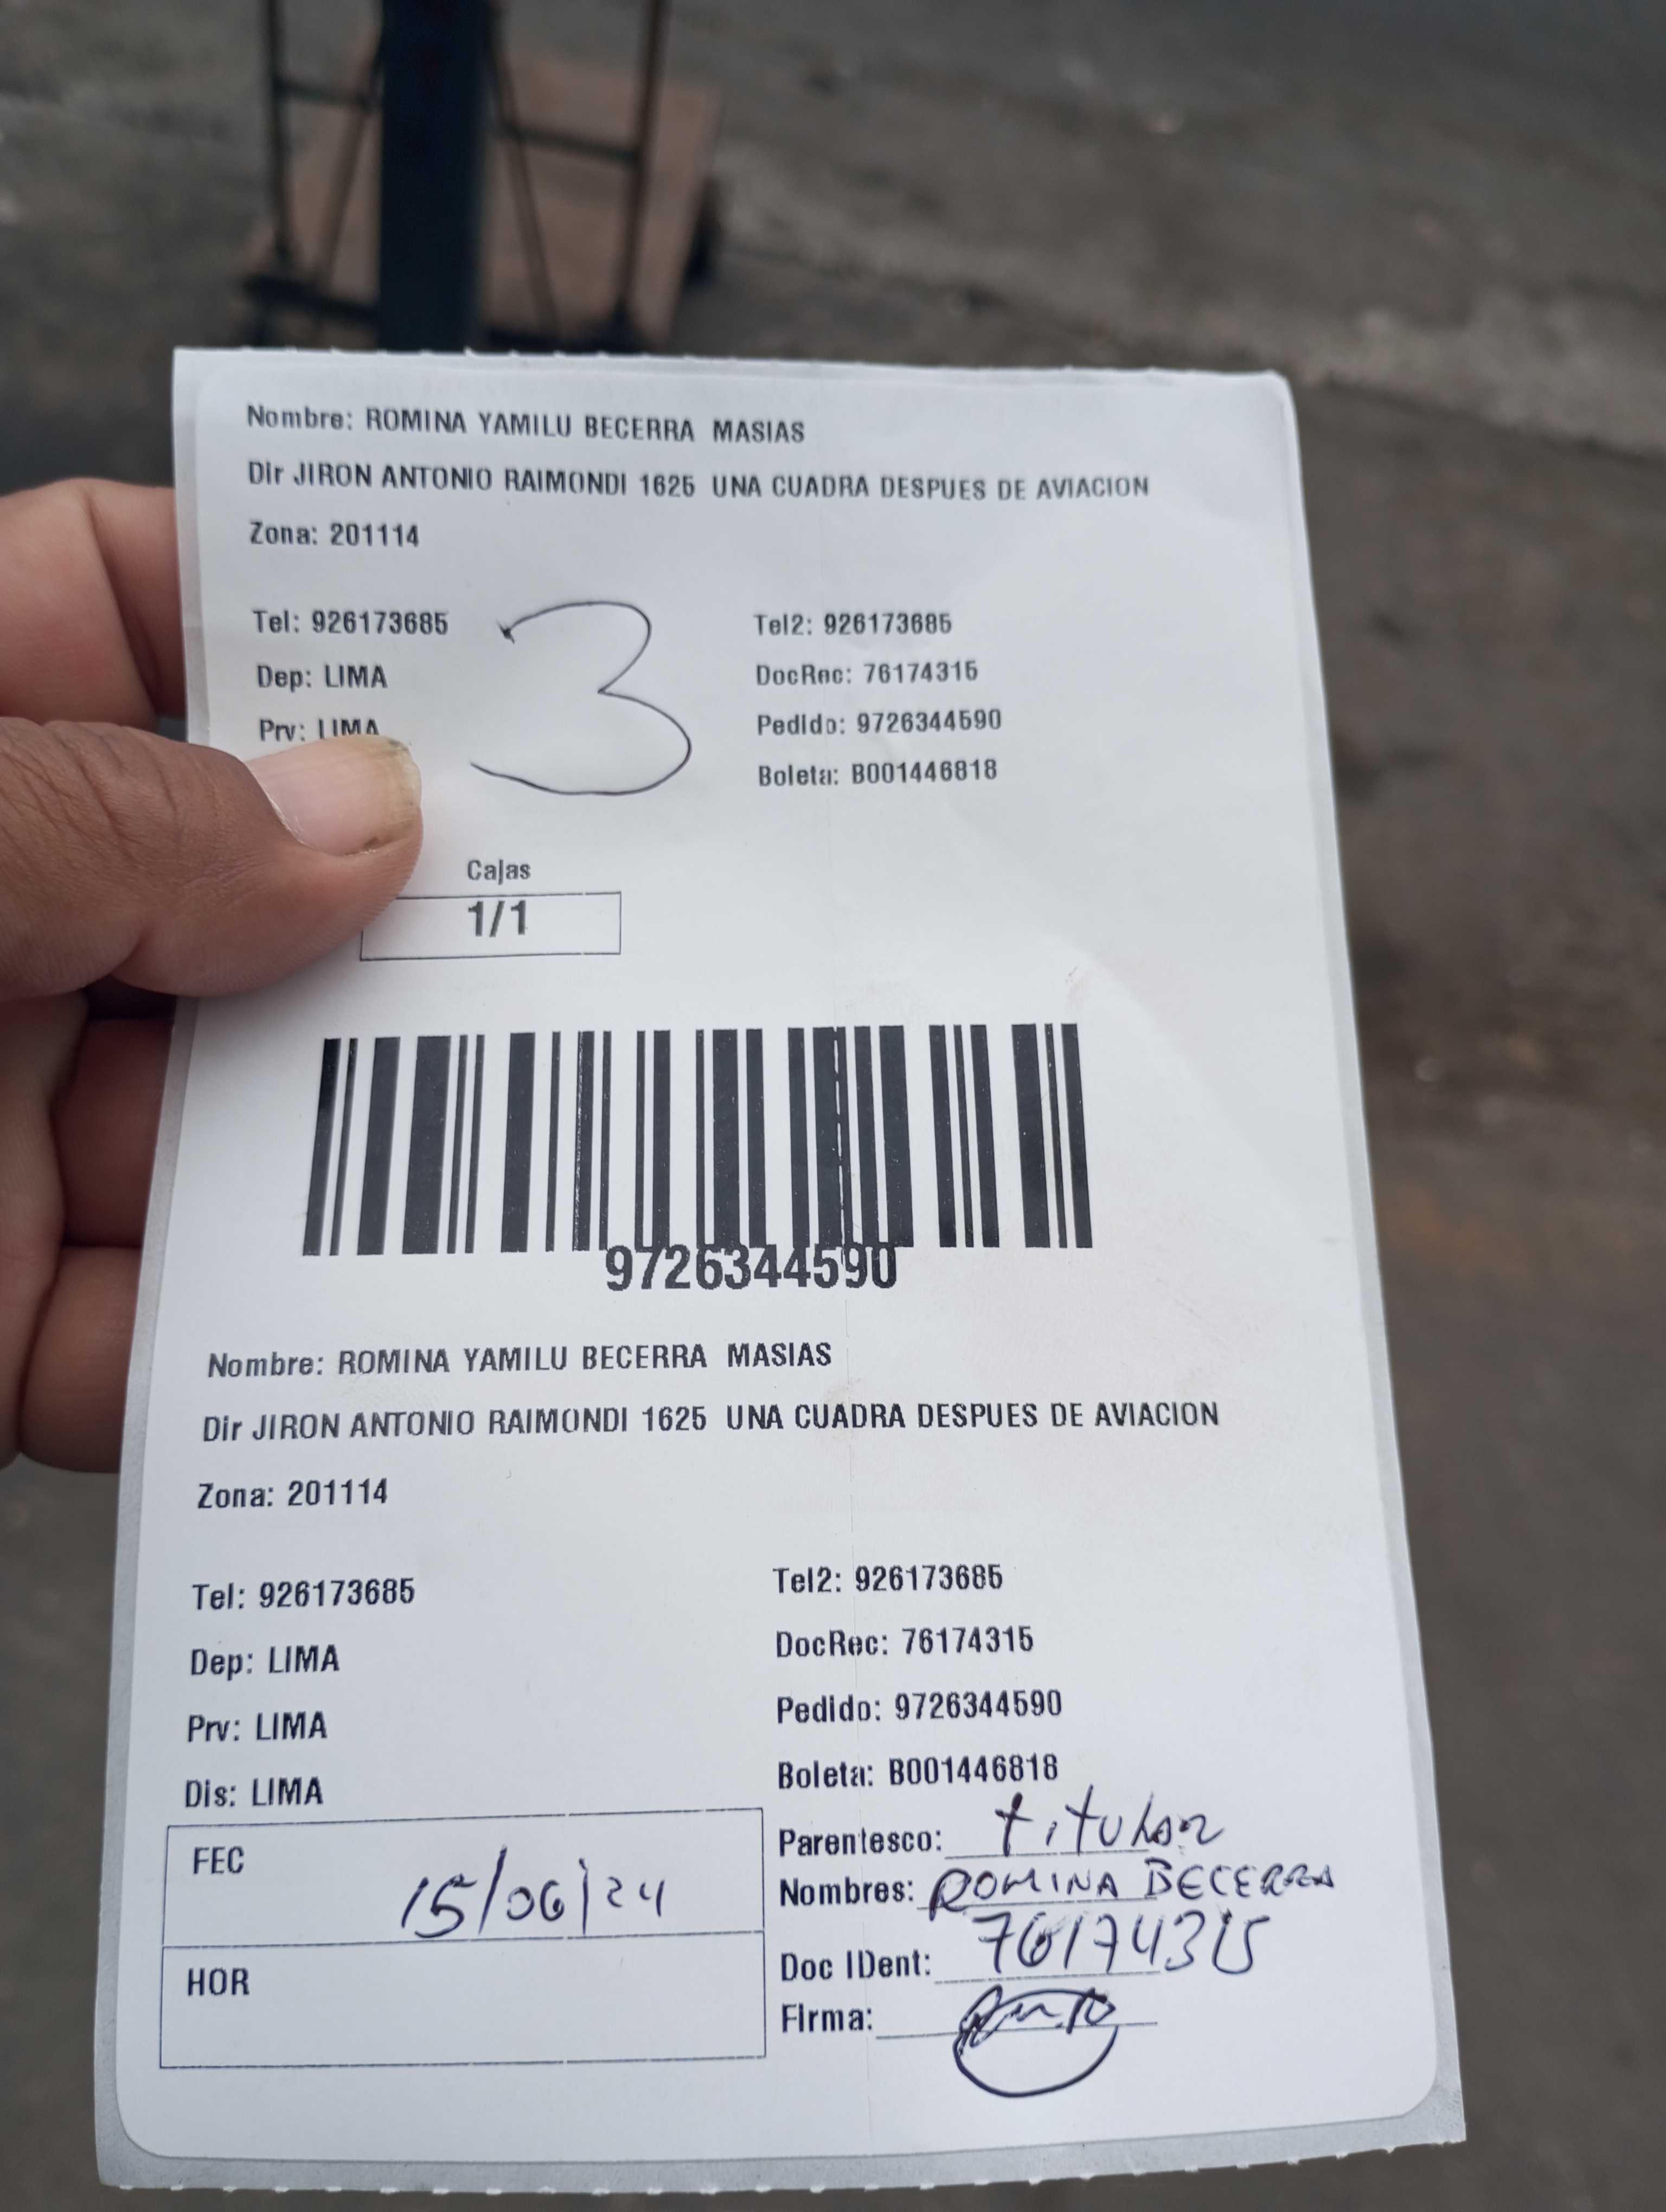 Nombre: ROMINA YAMILU BECERRA MASIAS
Dir JIRON ANTONIO RAIMONDI 1625 UNA CUADRA DESPUES DE AVIACION
Zona: 201114
Tel: 926173685 Tel2: 926173685
Dep: LIMA DocRec: 76174315
Prv: LIMA Pedido: 9726344590
Boleta: B001446818
3
Cajas
1/1
9726344590
Nombre: ROMINA YAMILU BECERRA MASIAS
Dir JIRON ANTONIO RAIMONDI 1625 UNA CUADRA DESPUES DE AVIACION
Zona: 201114
Tel: 926173685 Tel2: 926173685
Dep: LIMA DocRec: 76174315
Prv: LIMA Pedido: 9726344590
Dis: LIMA Boleta: B001446818
FEC 15/06/24
HOR
Parentesco: titular
Nombres: ROMINA BECERRA
Doc IDent: 76174315
Firma: